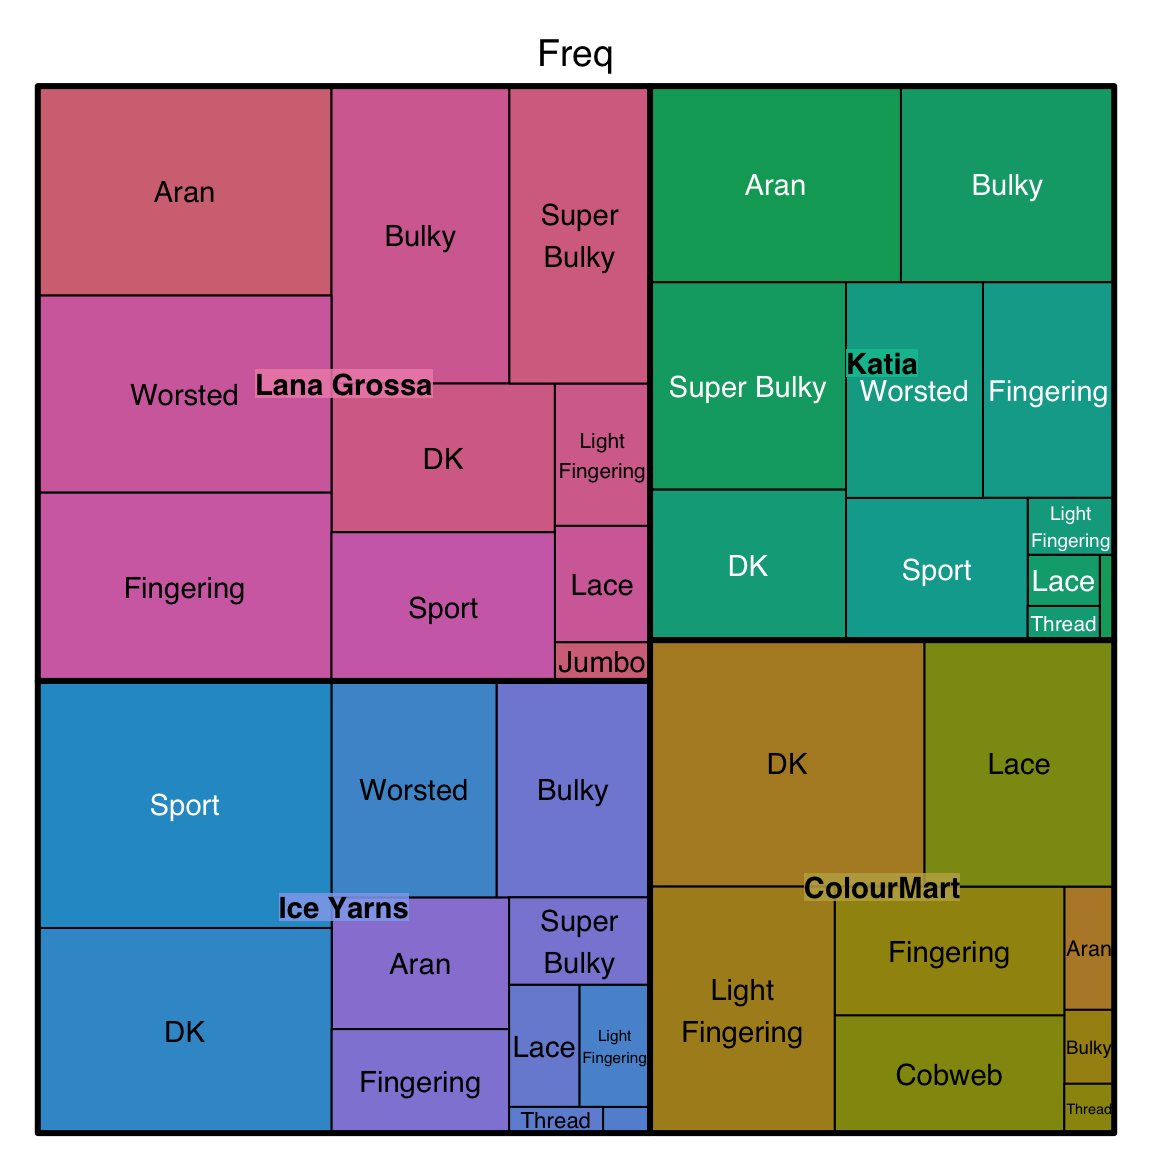 Freq
Aran
Bulky
Super
Bulky
Worsted
Lana Grossa
DK
Light
Fingering
Fingering
Sport
Lace
Jumbo
Aran
Bulky
Super Bulky
Katia
Worsted
Fingering
DK
Sport
Light
Fingering
Lace
Thread
Sport
Worsted
Bulky
Ice Yarns
Super
Bulky
Aran
DK
Lace
Light
Fingering
Fingering
Thread
DK
Lace
ColourMart
Fingering
Aran
Light
Fingering
Bulky
Cobweb
Thread